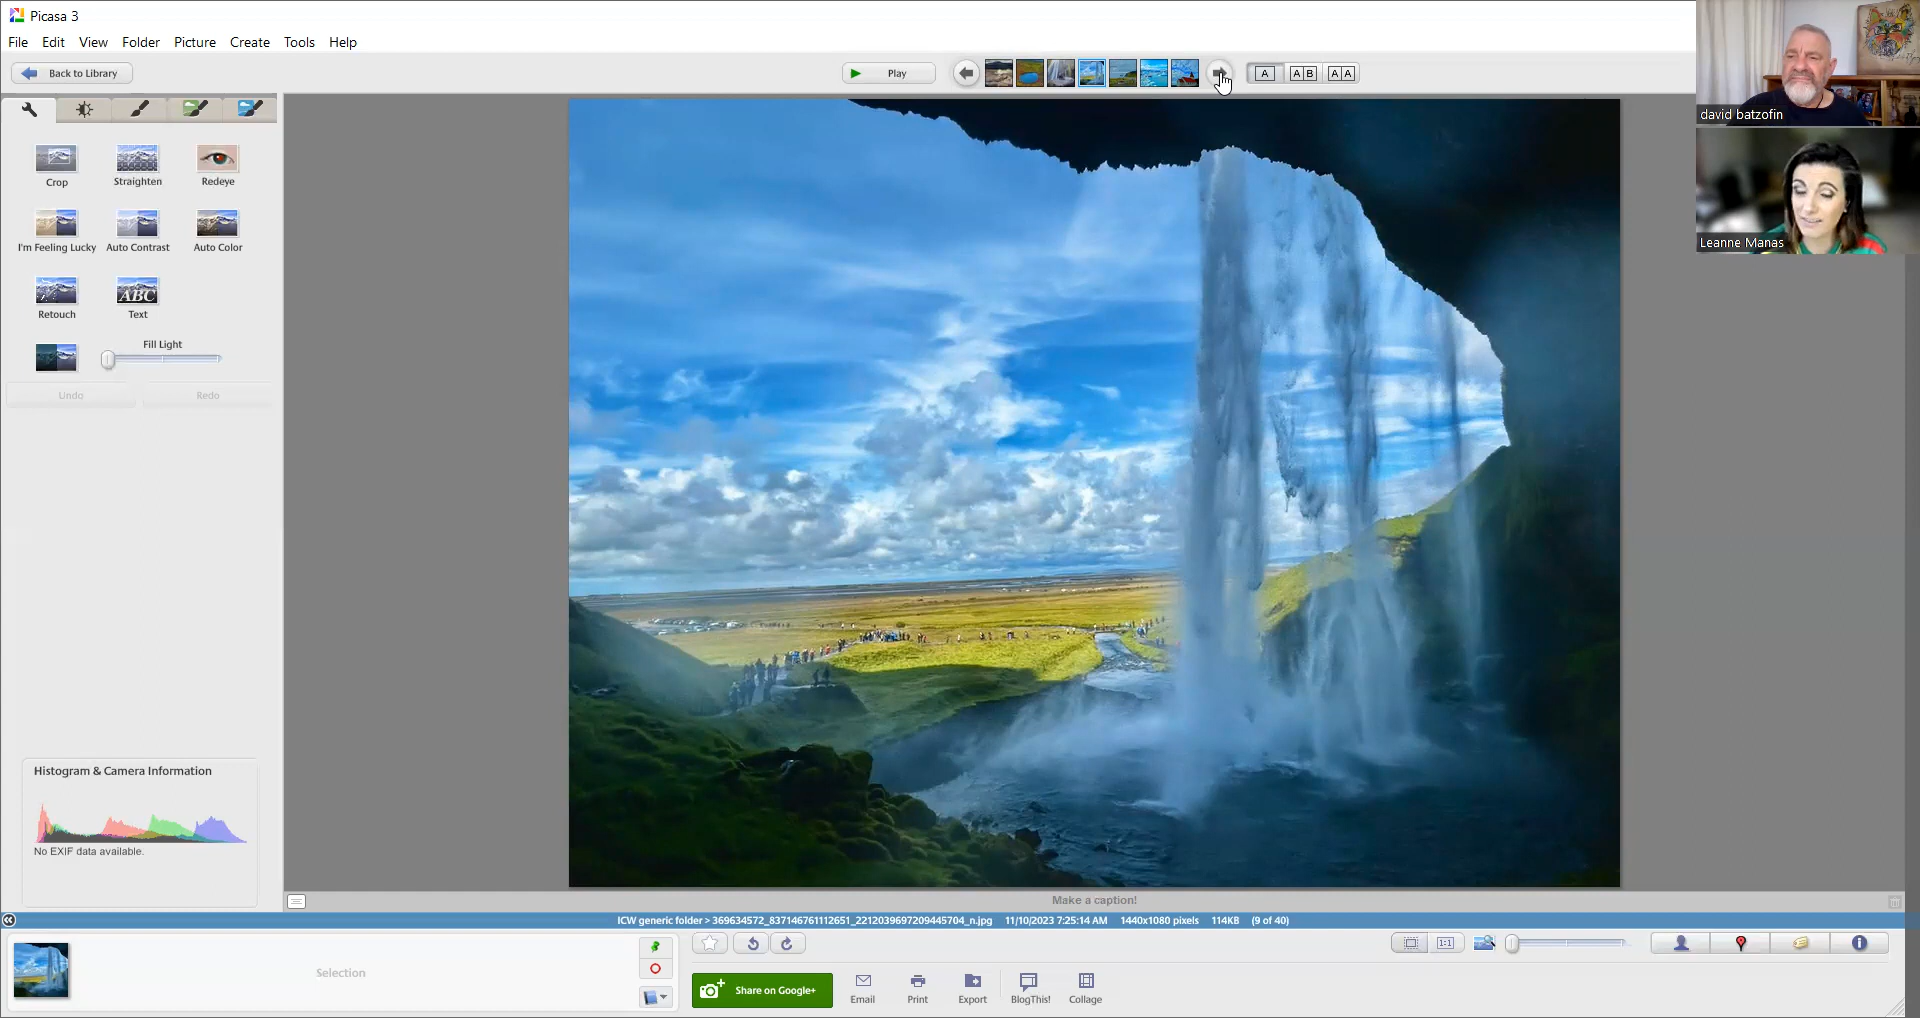 Picasa 3
File Edit View Folder Picture Create Tools Help
Back to Library
Play
A
A B
A A
david batzofin
Leanne Manas
Crop Straighten Redeye
I'm Feeling Lucky Auto Contrast Auto Color
ABC
Retouch Text
Fill Light
Undo Redo
Histogram & Camera Information
No EXIF data available.
Make a caption!
ICW generic folder > 369634572_837146761112651_2212039697209445704_n.jpg 11/10/2023 7:25:14 AM 1440x1080 pixels 114KB (9 of 40)
1:1
Selection
Share on Google+
Email Print Export BlogThis! Collage